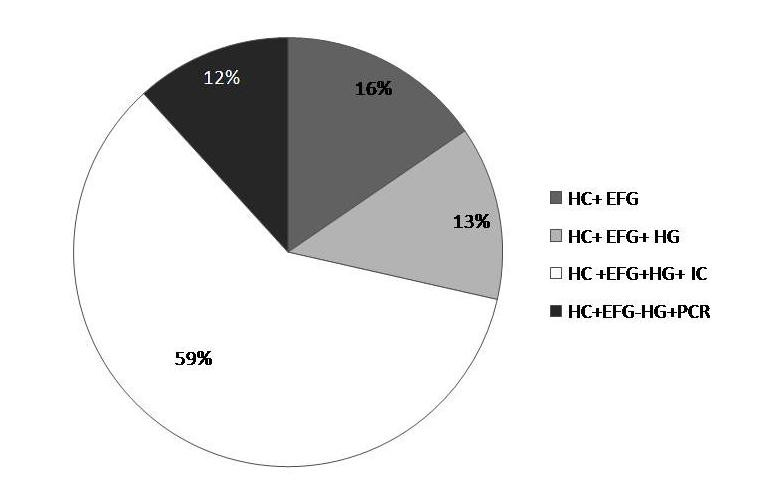 12%
16%
13%
59%
HC+ EFG
HC+ EFG+ HG
HC +EFG+HG+ IC
HC+EFG-HG+PCR